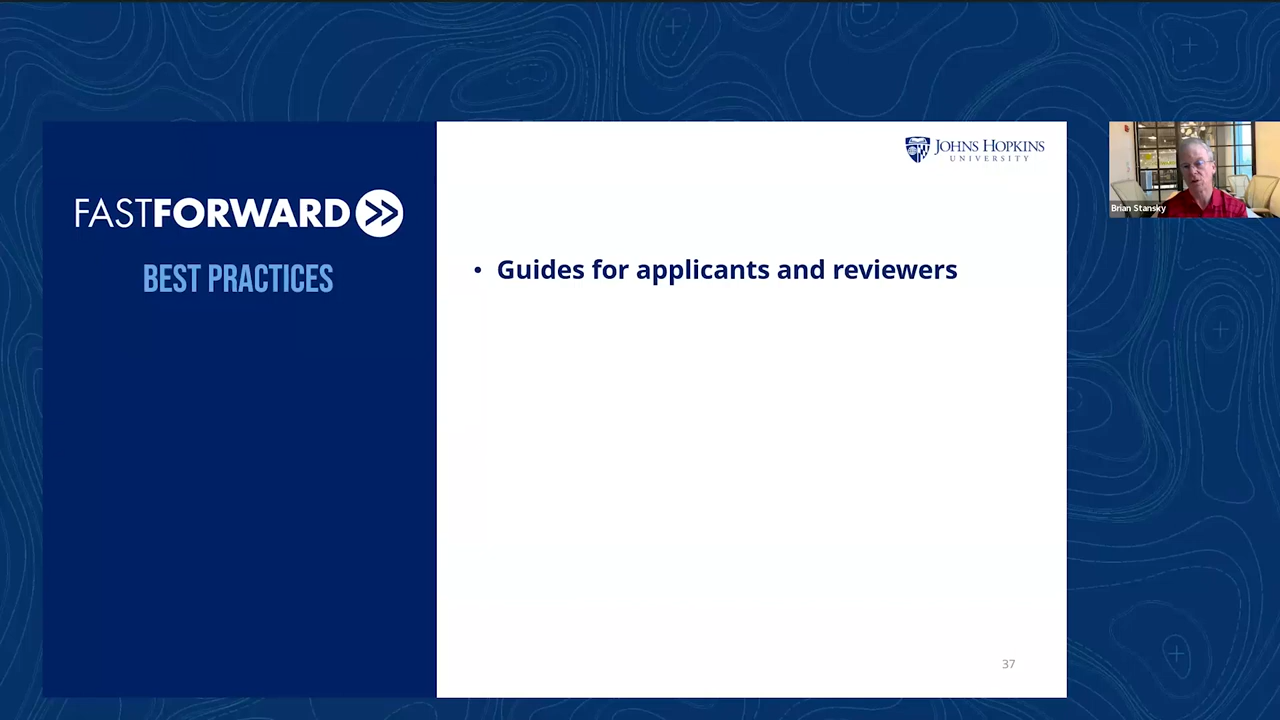 JOHNS HOPKINS
UNIVERSITY
FASTFORWARD
BEST PRACTICES
• Guides for applicants and reviewers
Brian Stansky
37